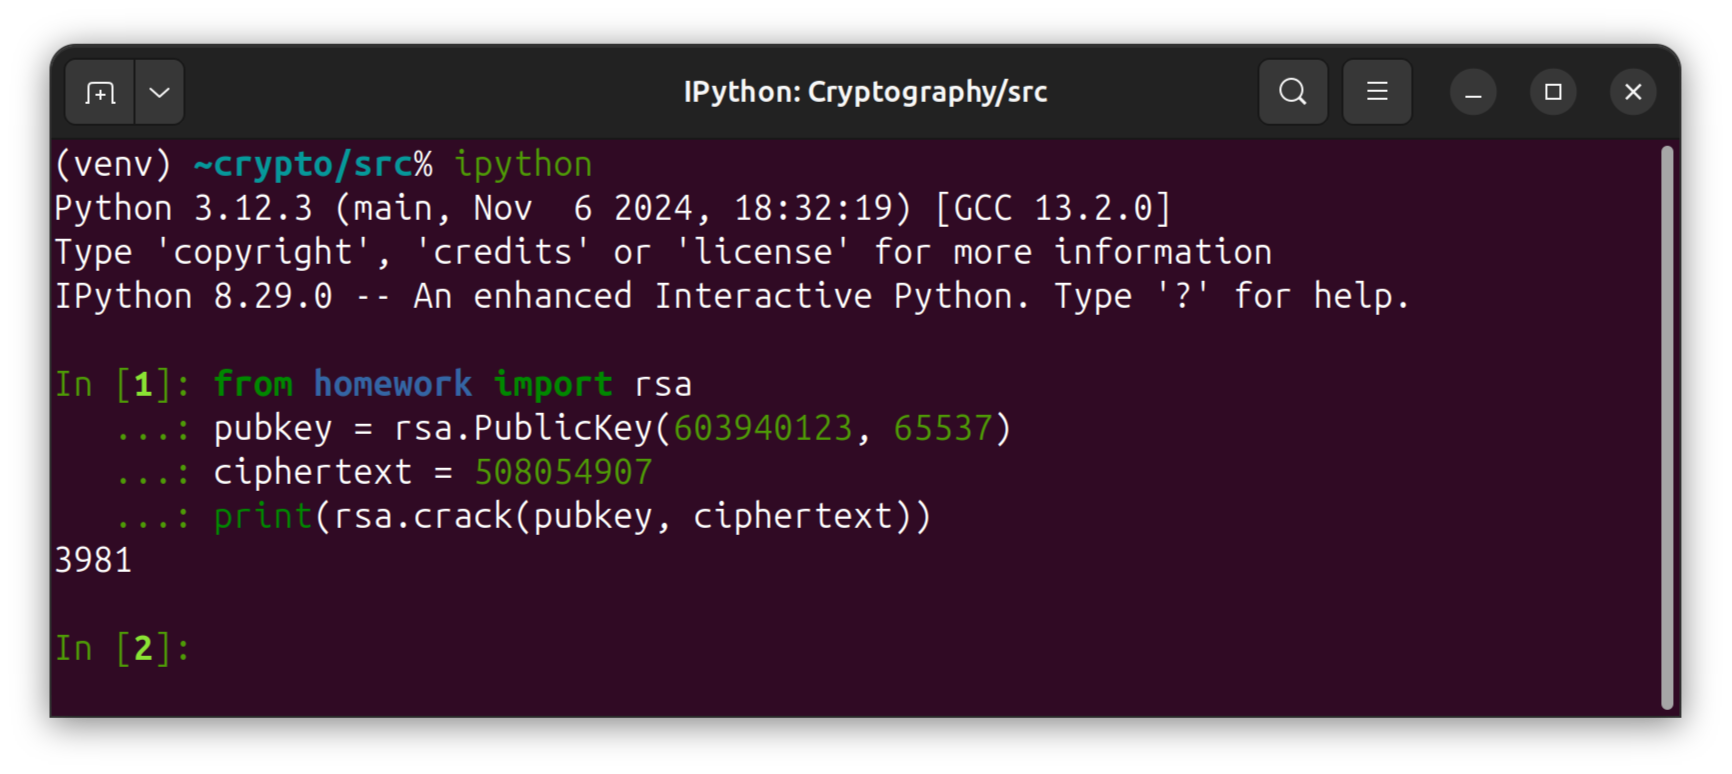 IPython: Cryptography/src
(venv) ~crypto/src% ipython
Python 3.12.3 (main, Nov  6 2024, 18:32:19) [GCC 13.2.0]
Type 'copyright', 'credits' or 'license' for more information
IPython 8.29.0 -- An enhanced Interactive Python. Type '?' for help.
In [1]: from homework import rsa
   ...: pubkey = rsa.PublicKey(603940123, 65537)
   ...: ciphertext = 508054907
   ...: print(rsa.crack(pubkey, ciphertext))
3981
In [2]: